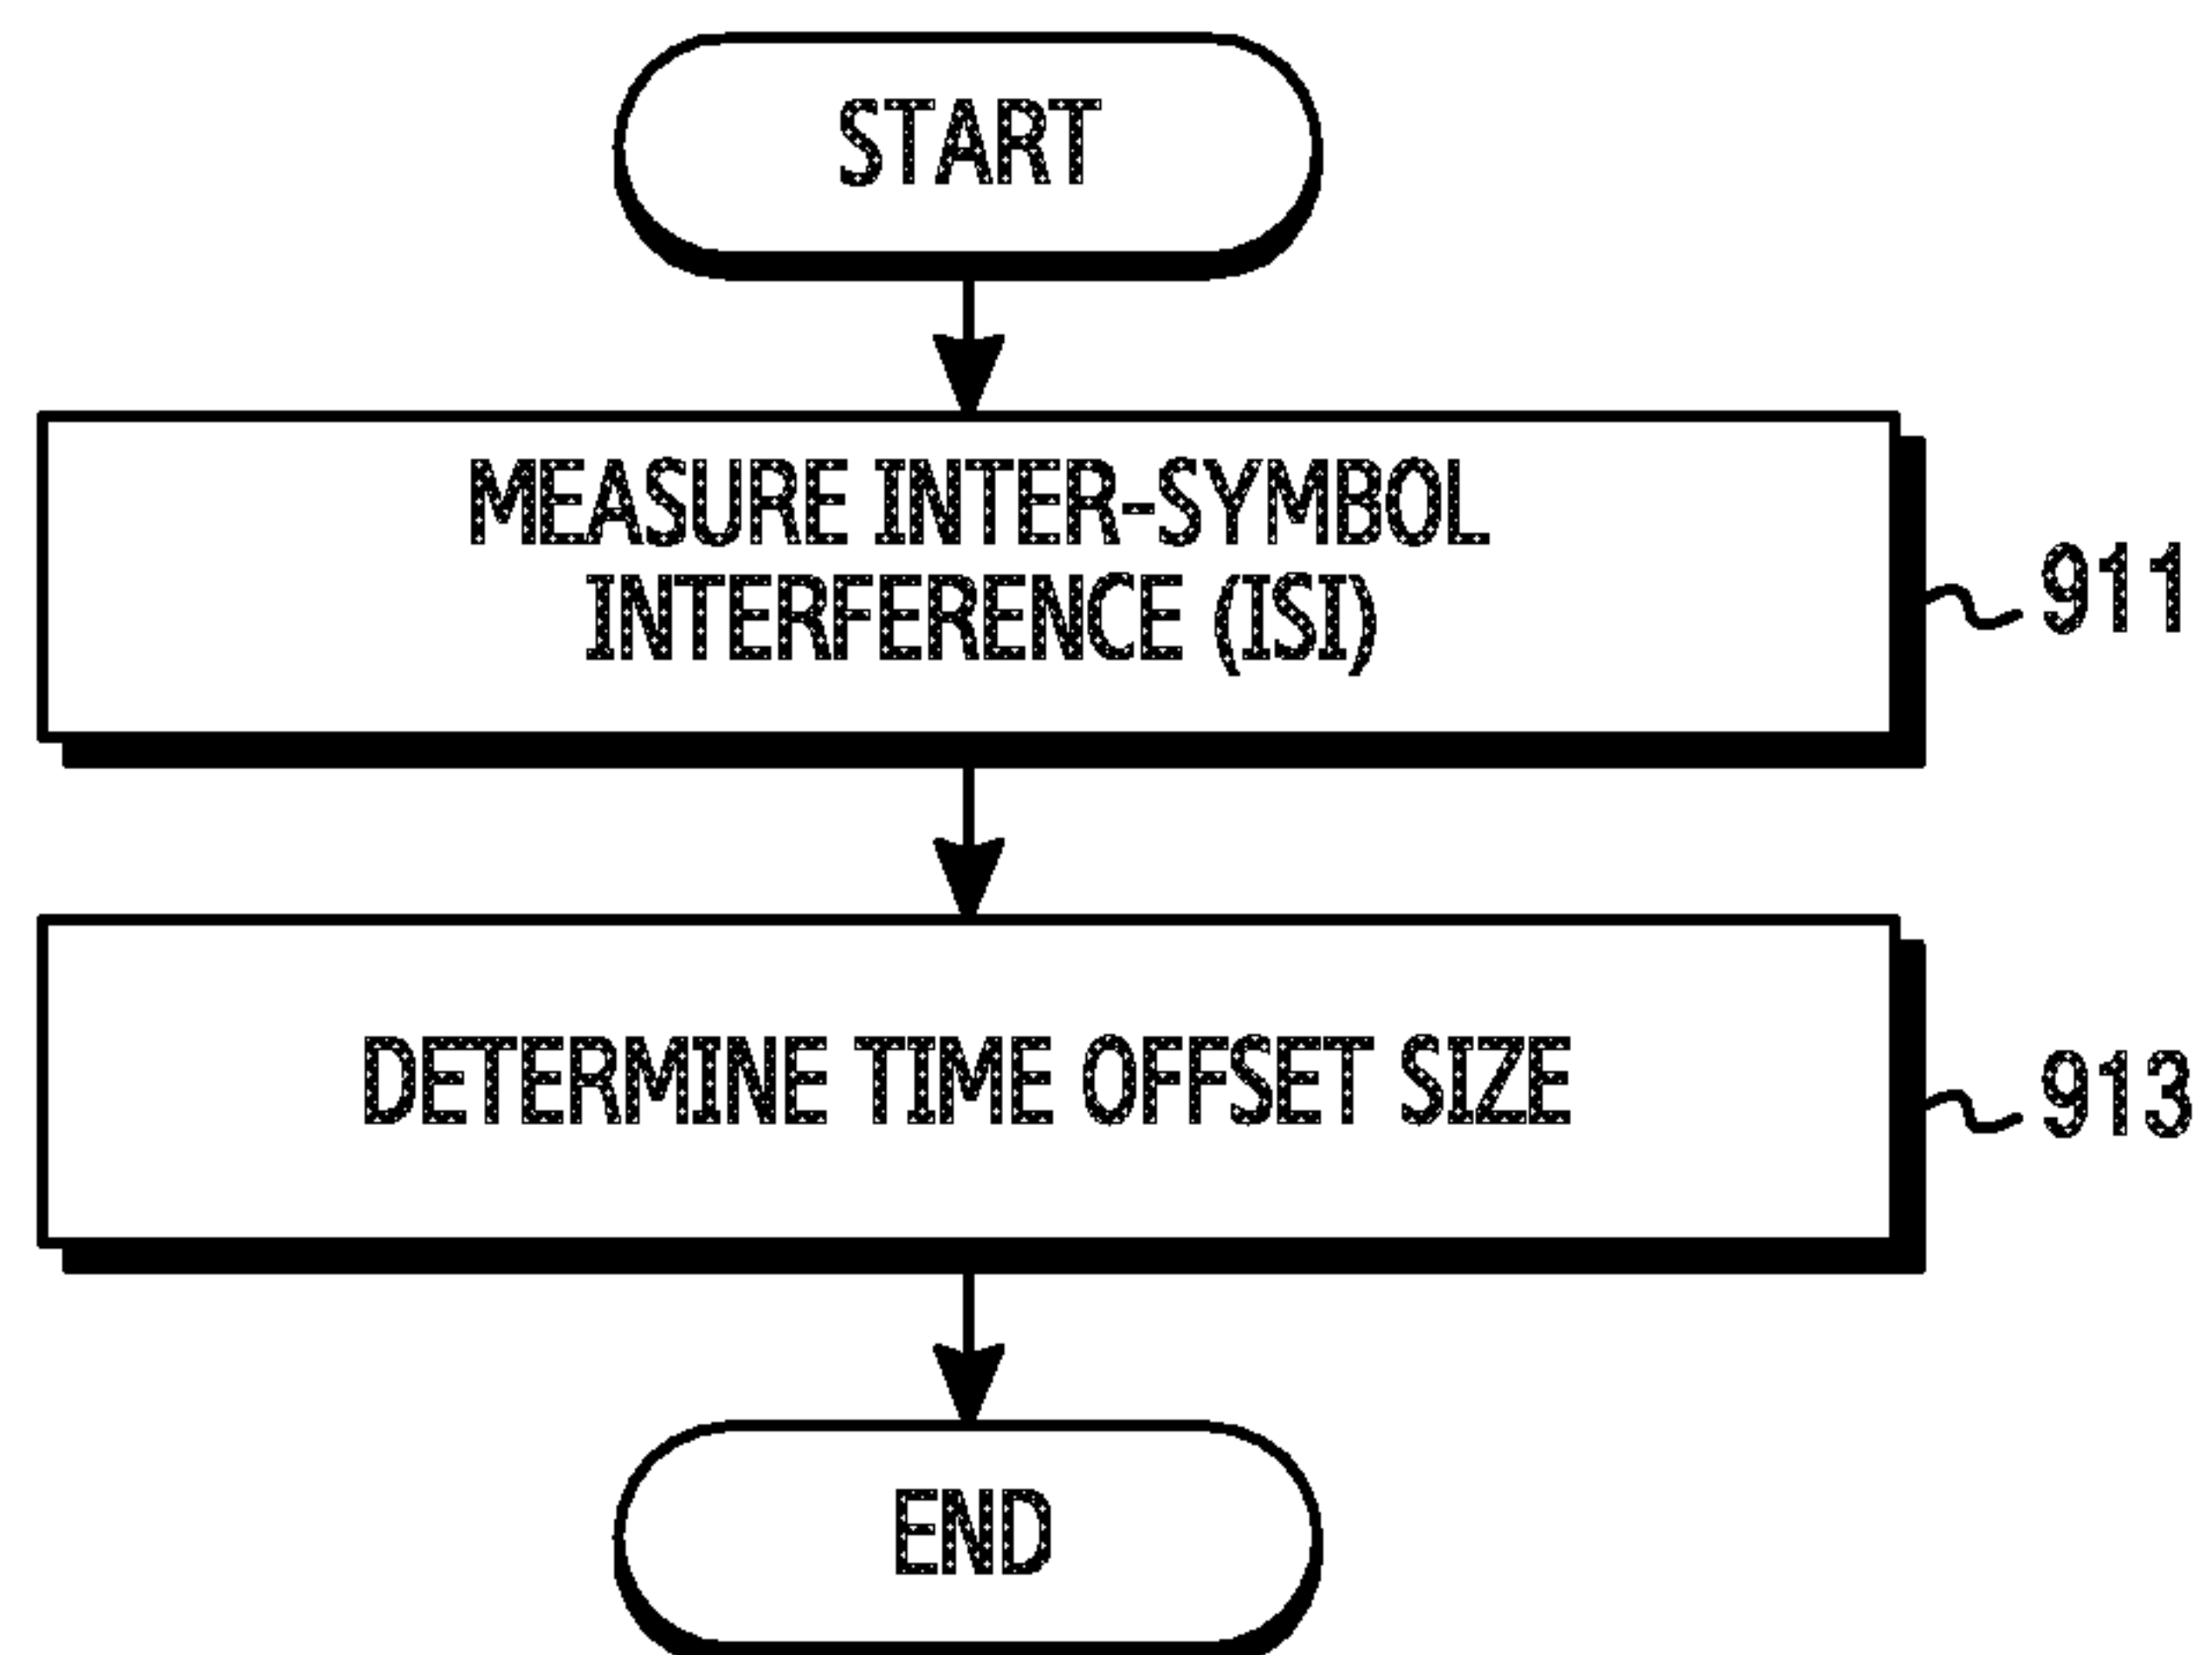 START
MEASURE INTER-SYMBOL
INTERFERENCE (ISI)
911
DETERMINE TIME OFFSET SIZE
913
END